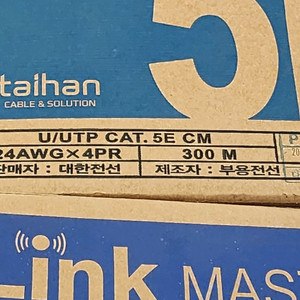 taihan
CABLE & SOLUTION
5
U/UTP CAT. 5E CM
24AWG×4PR 300 M
판매자 : 대한전선 제조자 : 부용전선
Link MAS